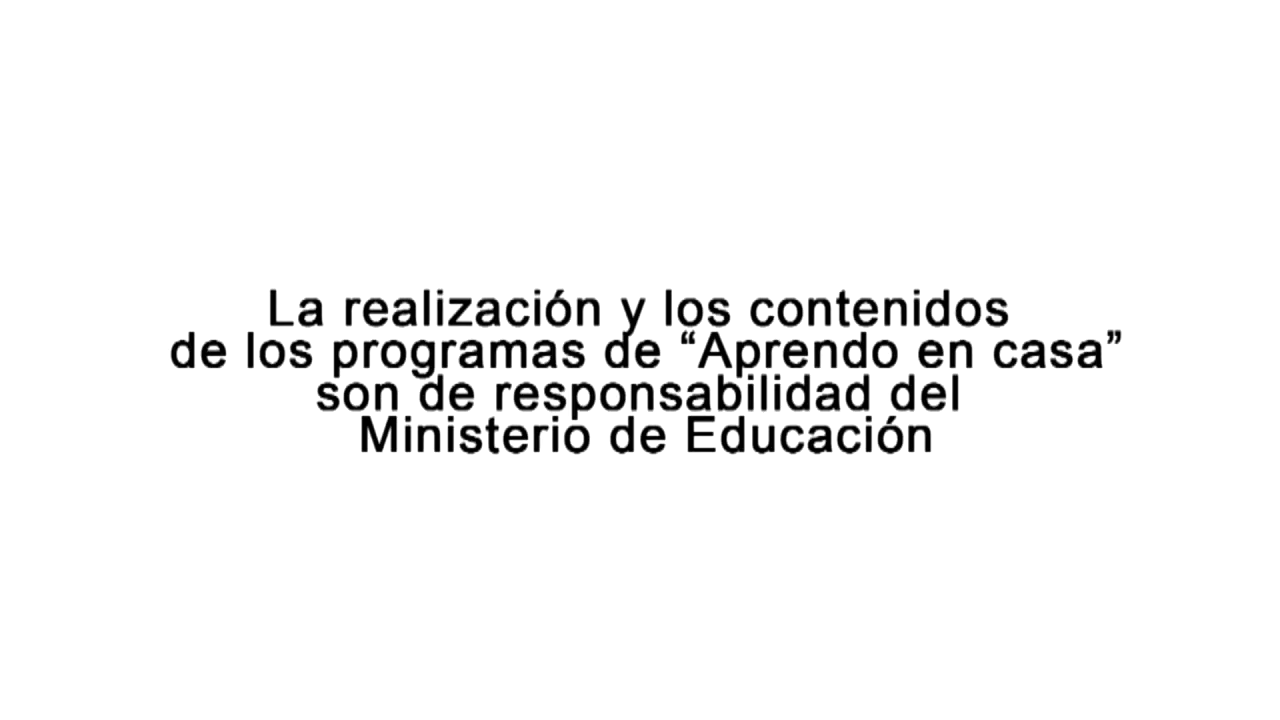 La realización y los contenidos
de los programas de “Aprendo en casa”
son de responsabilidad del
Ministerio de Educación